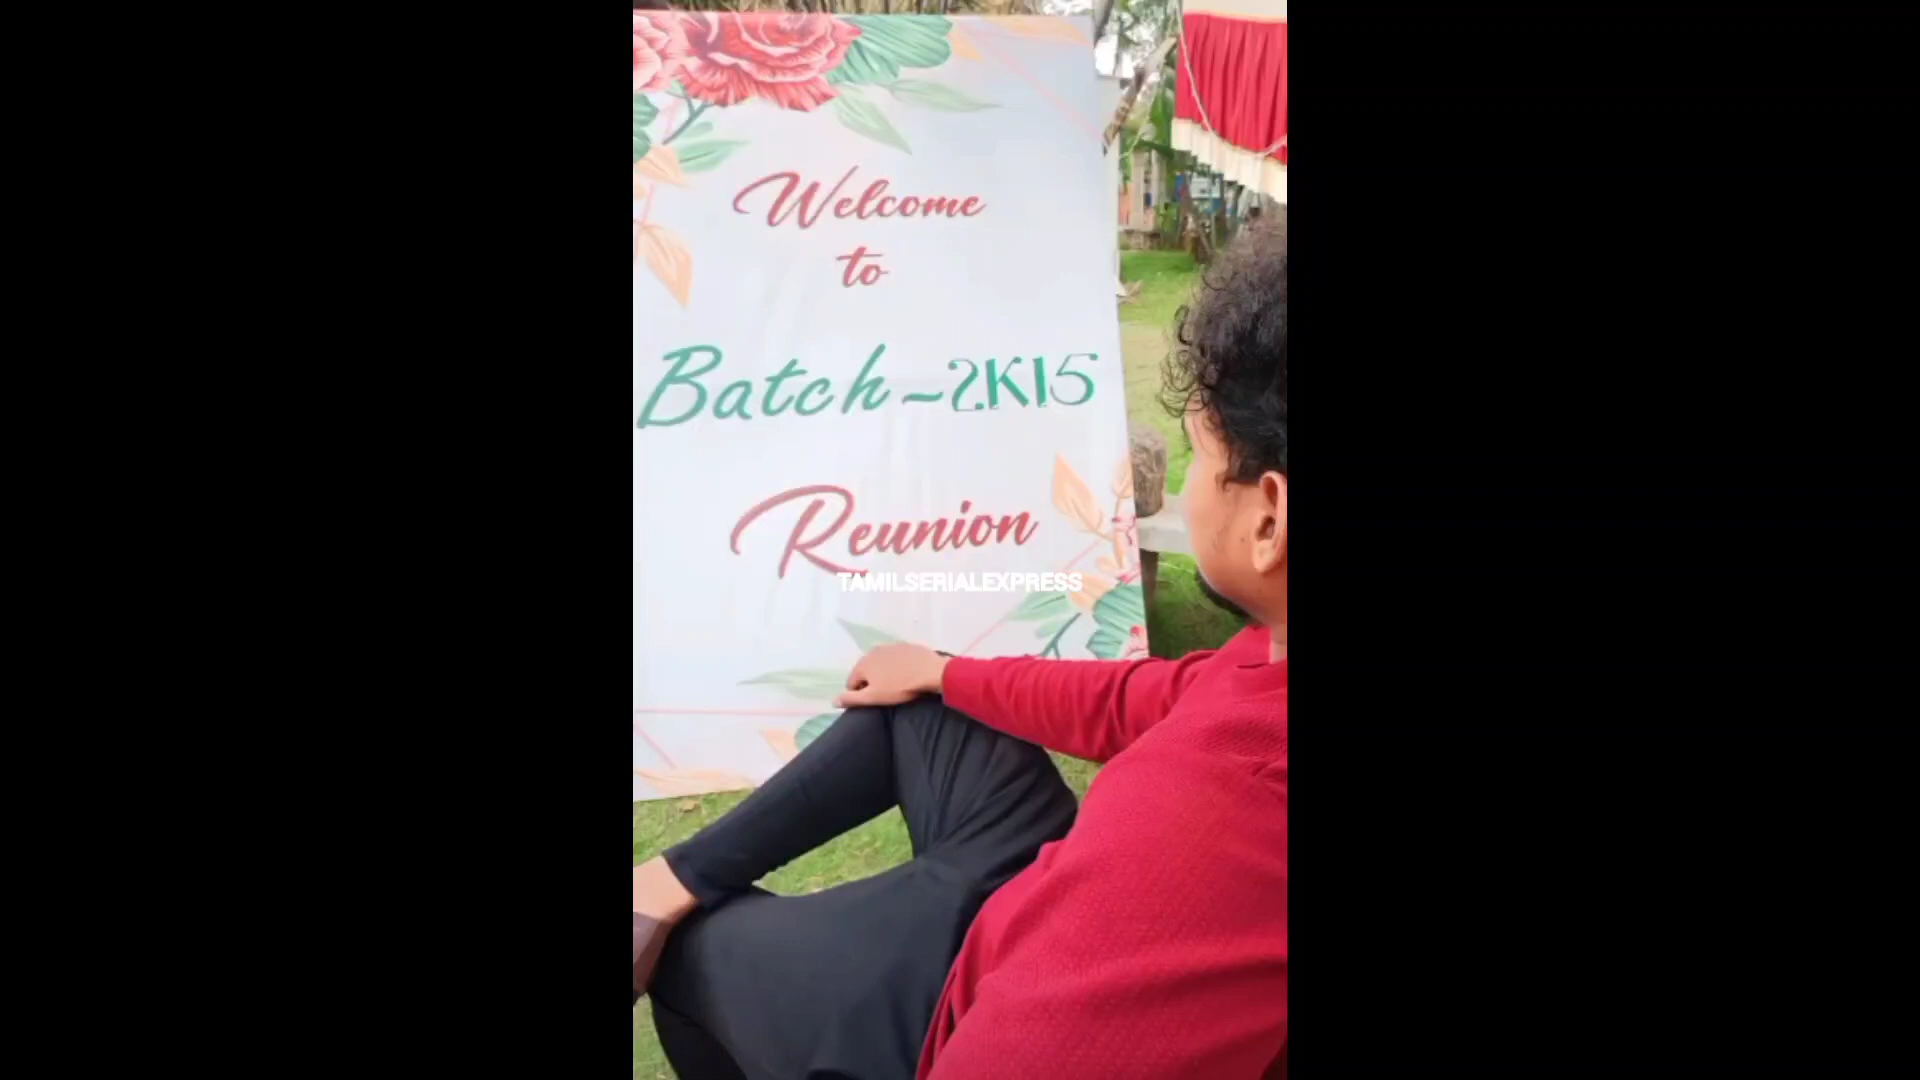 Welcome
to
Batch~2K15
Reunion
TAMILSERIALEXPRESS